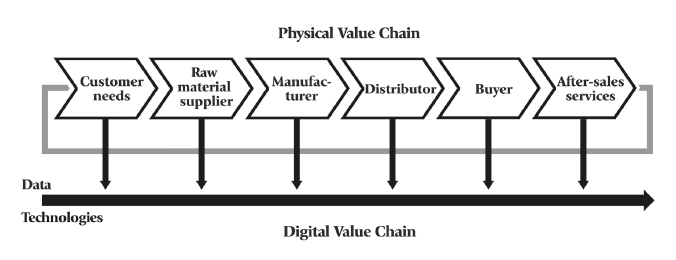 Physical Value Chain
Customer
needs
Raw
material
supplier
Manufac-
turer
Distributor
Buyer
After-sales
services
Data
Technologies
Digital Value Chain